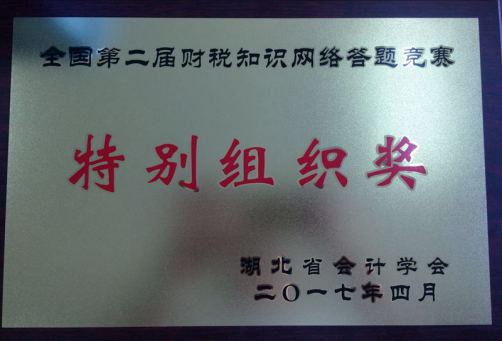 全国第二届财税知识网络答题竞赛
特别组织奖
湖北省会计学会
二〇一七年四月